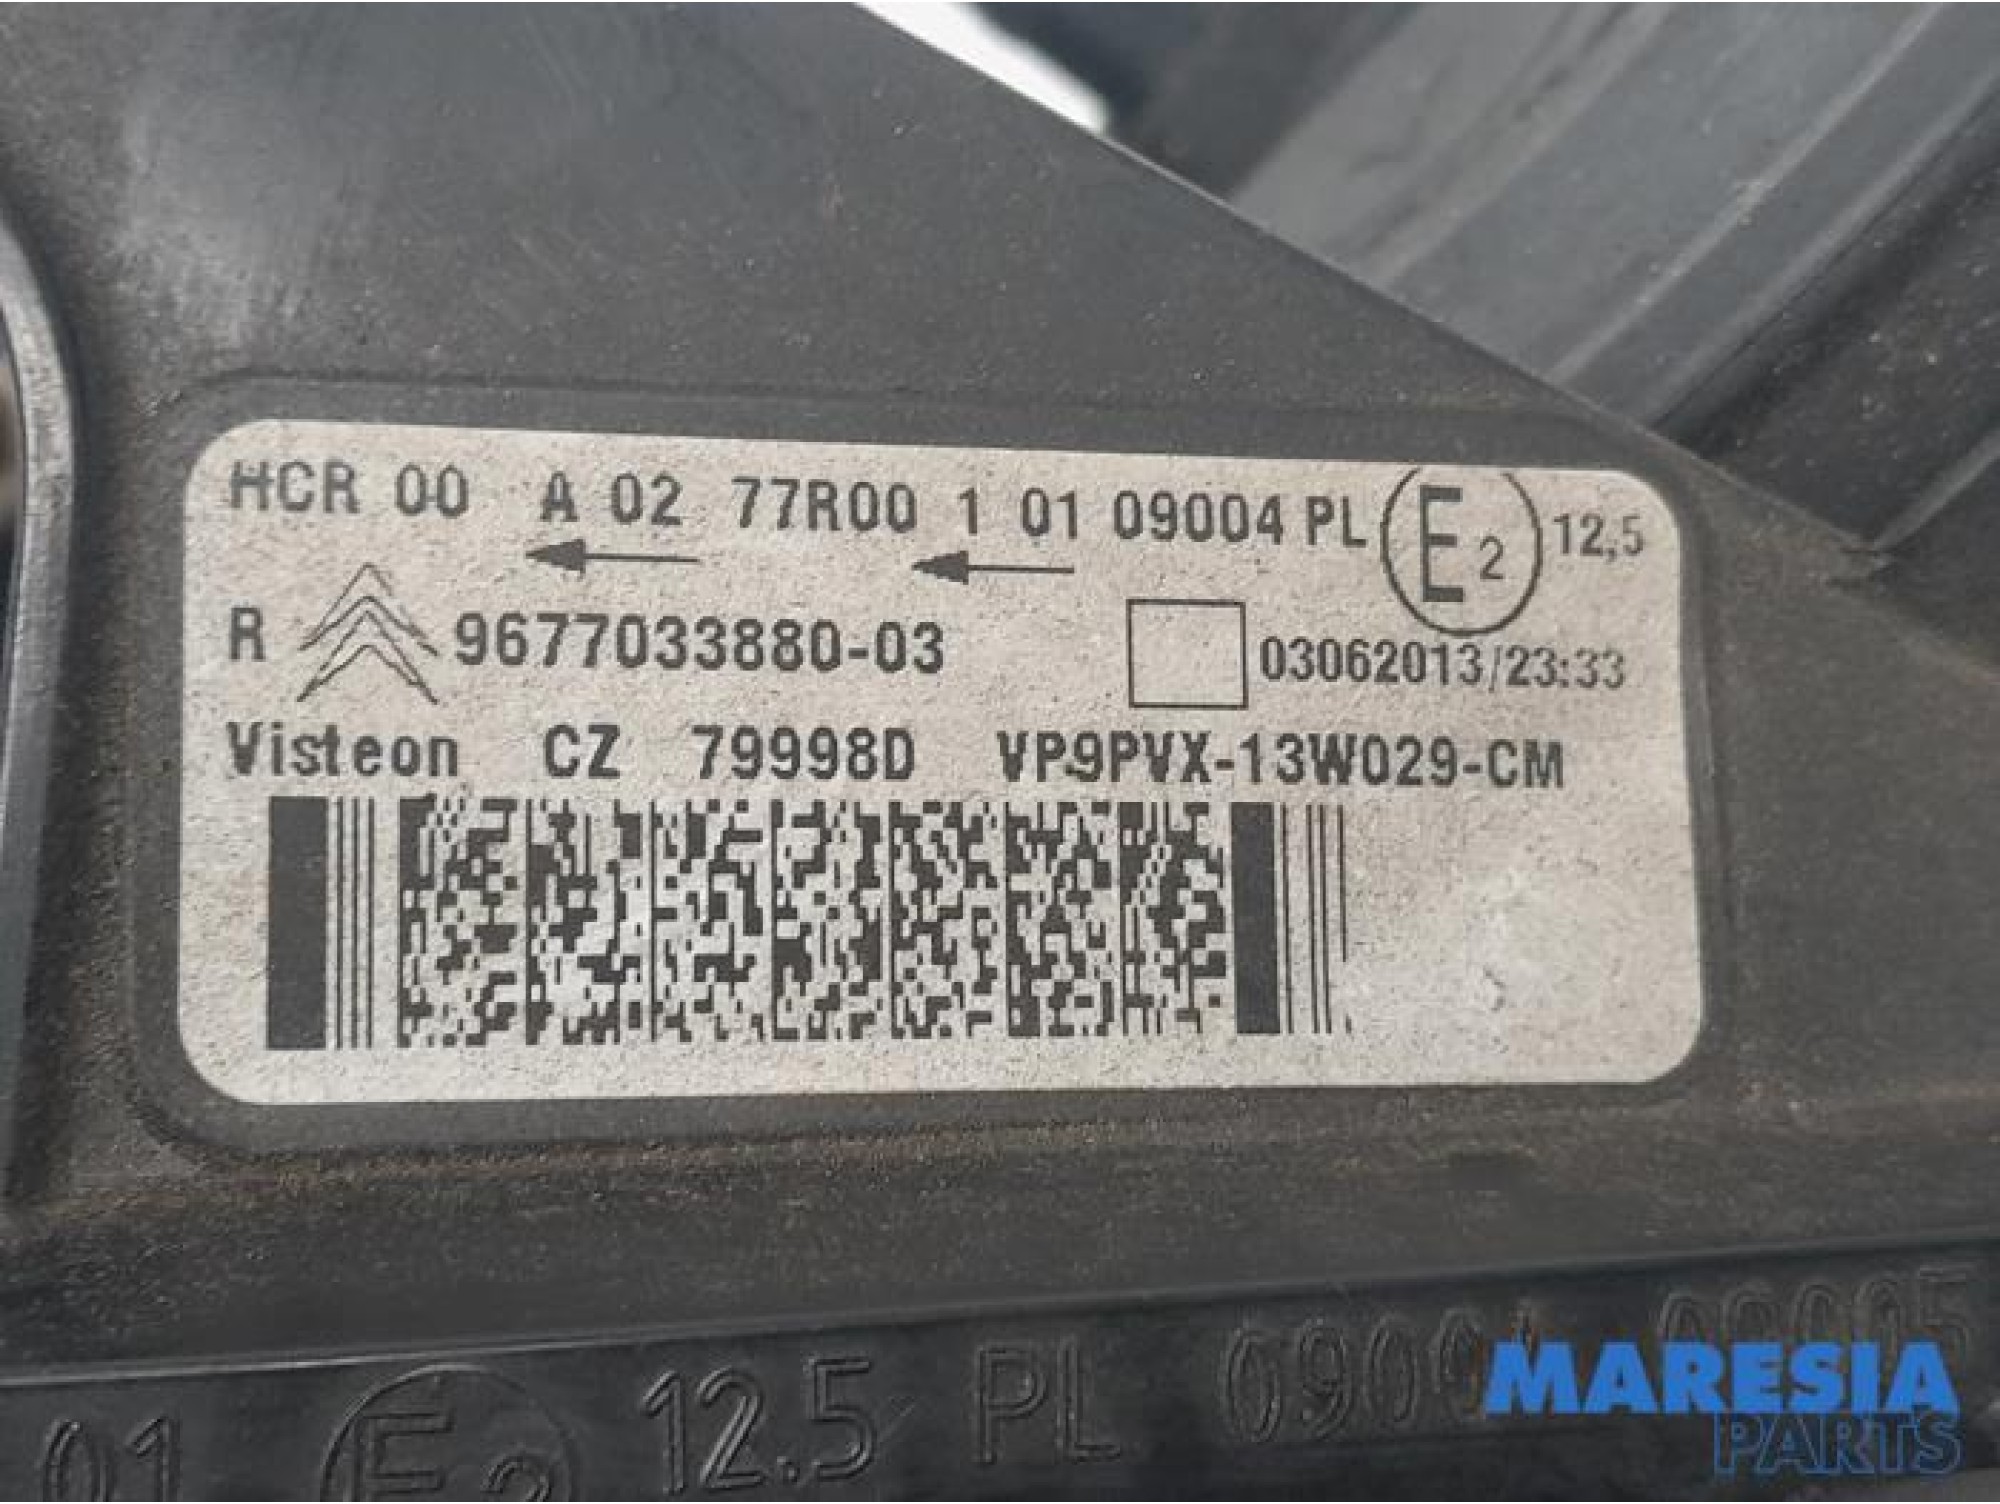 HCR 00 A 02 77R00 1 01 09004 PL E2 12,5
R 9677033880-03 03062013/23:33
Visteon CZ 79998D VP9PVX-13W029-CM
01 E2 12.5 PL
MARESIA
PARTS